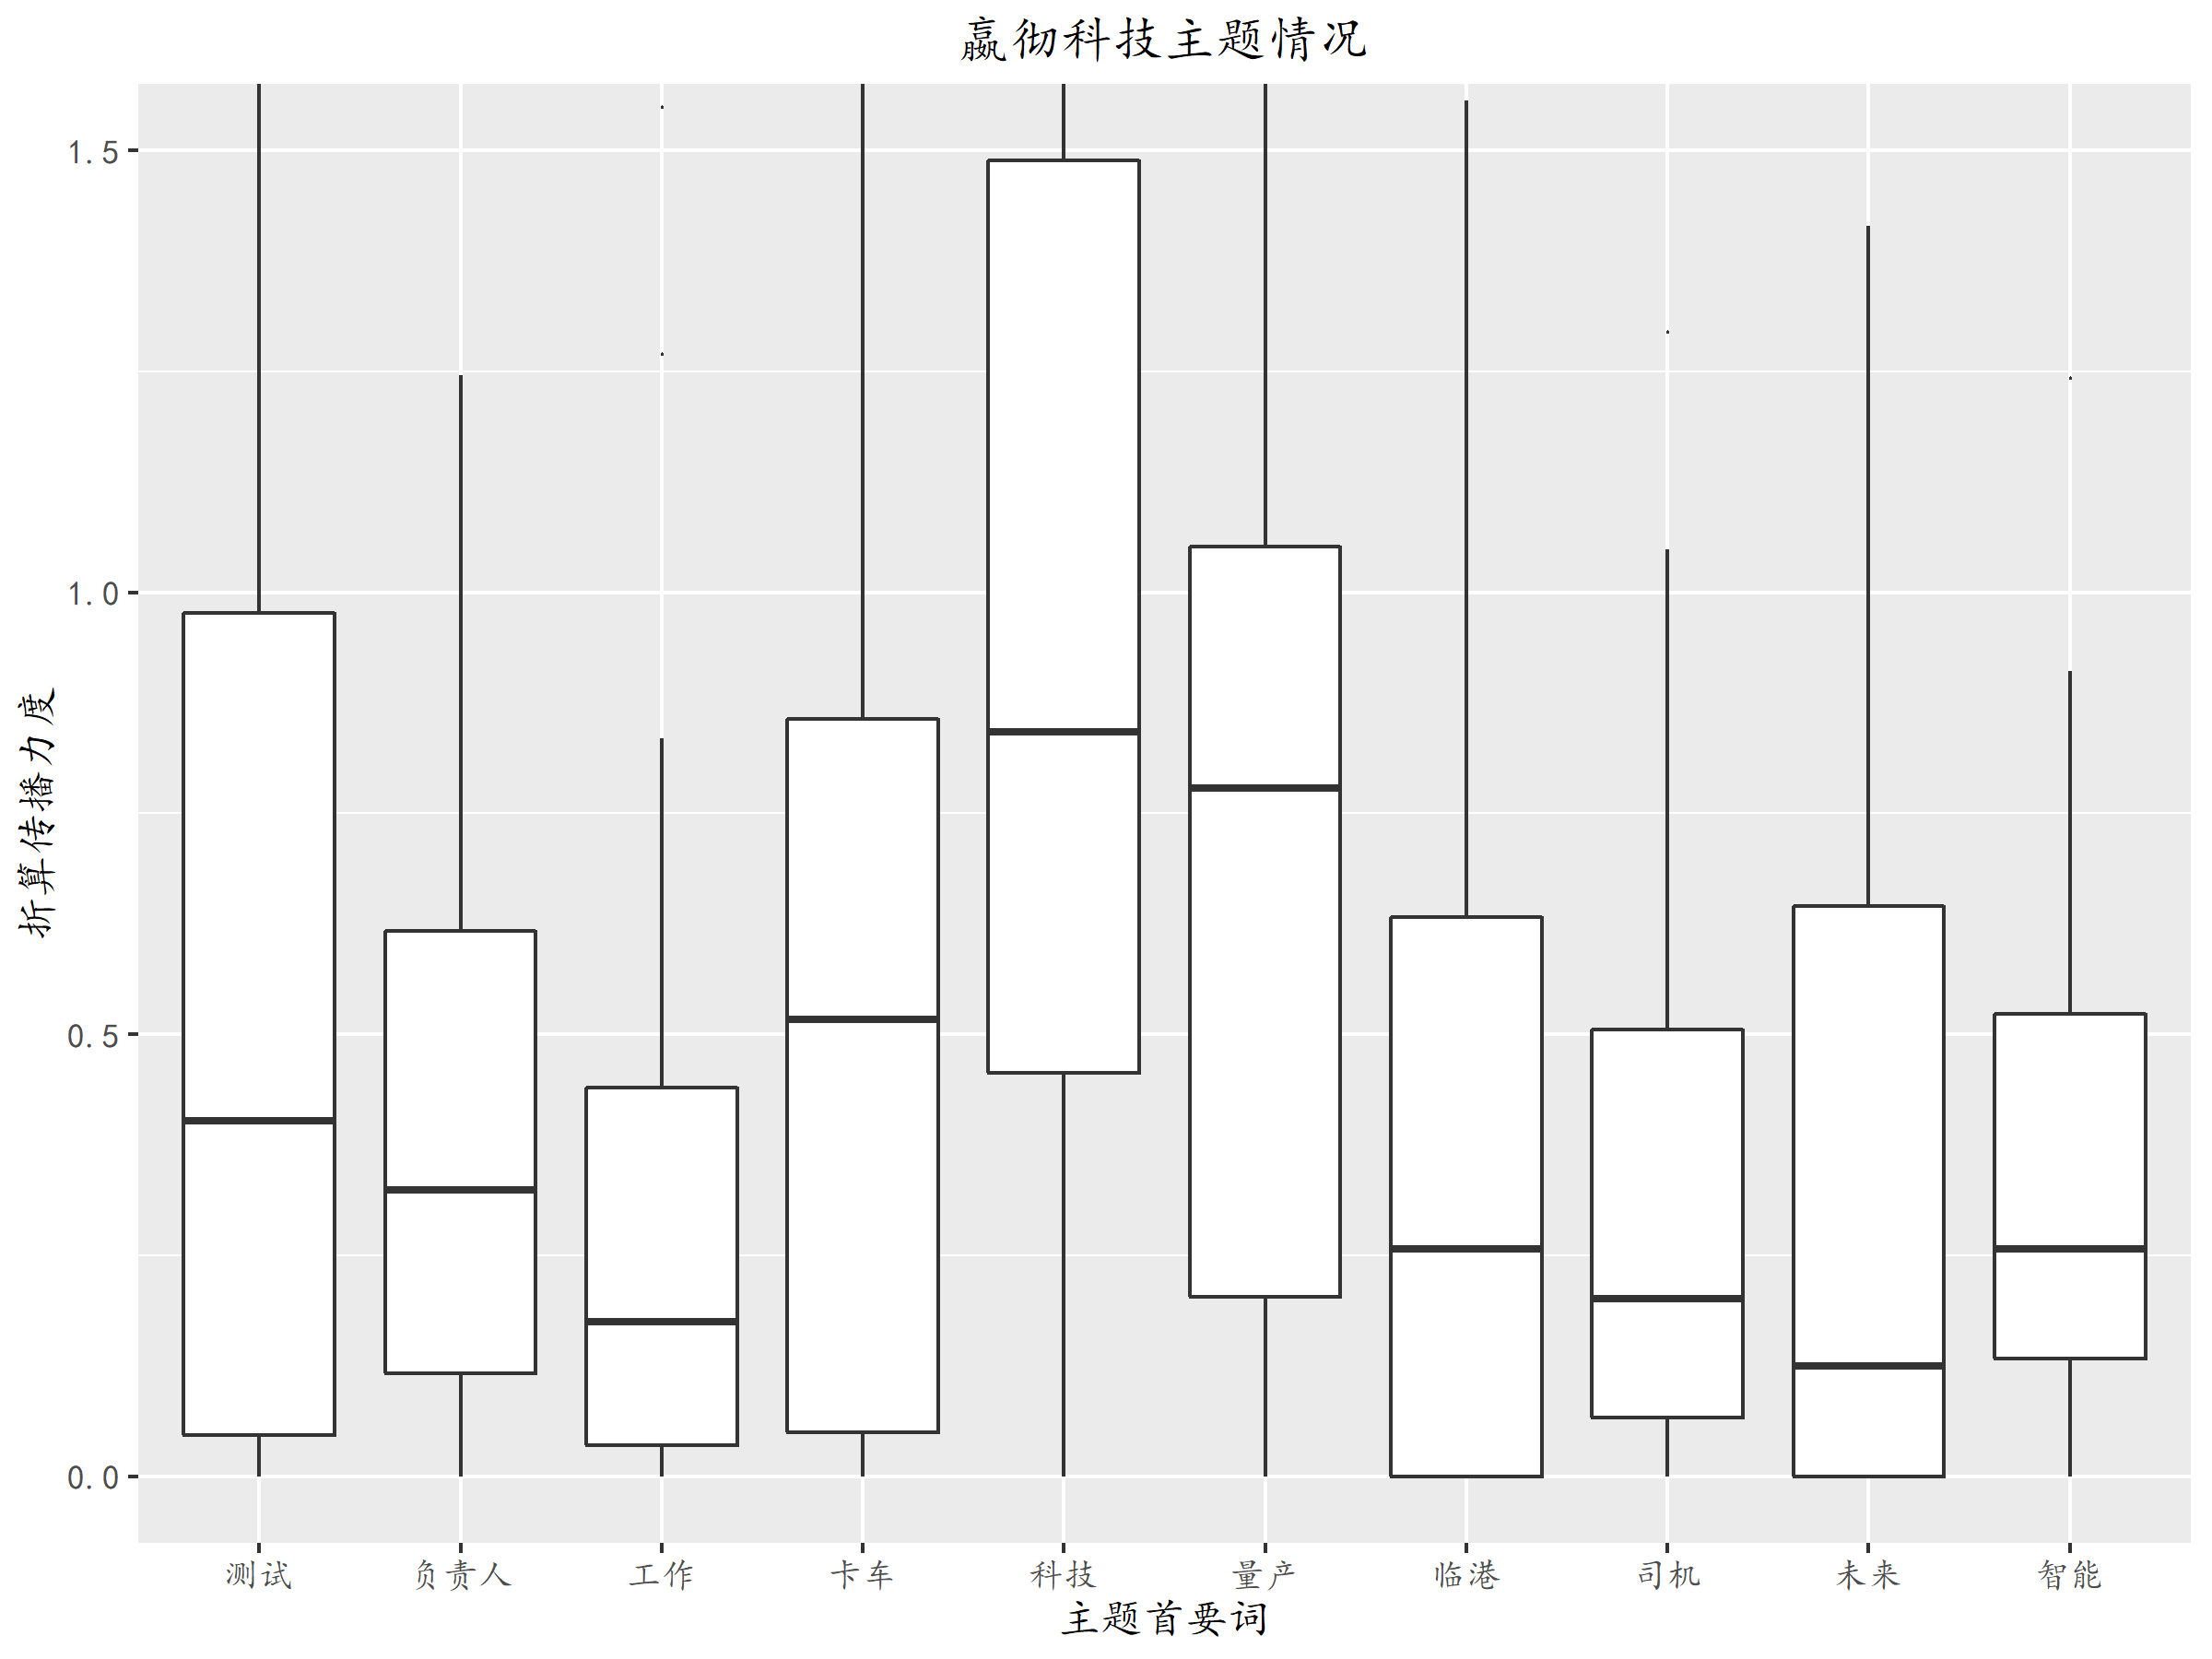 嬴彻科技主题情况
折算传播力度
1.5
1.0
0.5
0.0
测试 负责人 工作 卡车 科技 量产 临港 司机 未来 智能
主题首要词